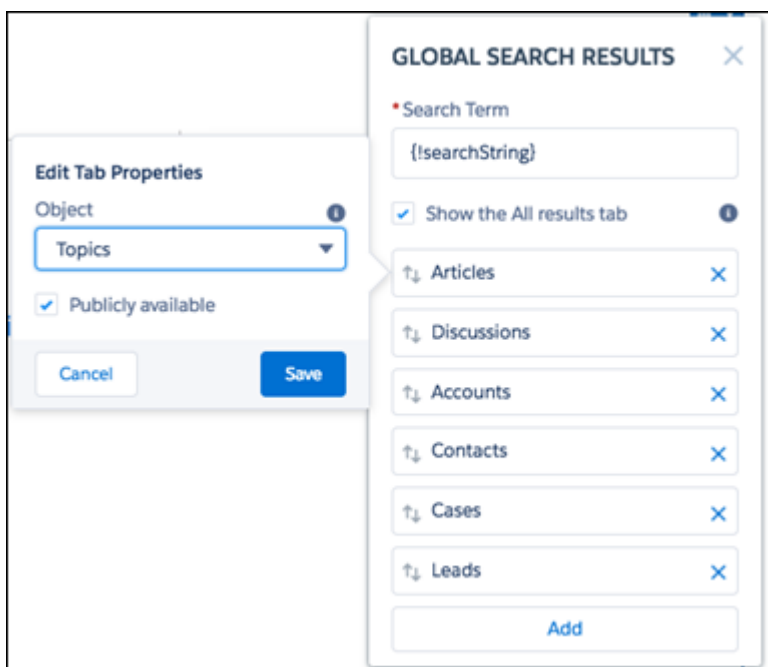 GLOBAL SEARCH RESULTS
* Search Term
{!searchString}
Show the All results tab
Articles
Discussions
Accounts
Contacts
Cases
Leads
Add
Edit Tab Properties
Object
Topics
Publicly available
Cancel
Save